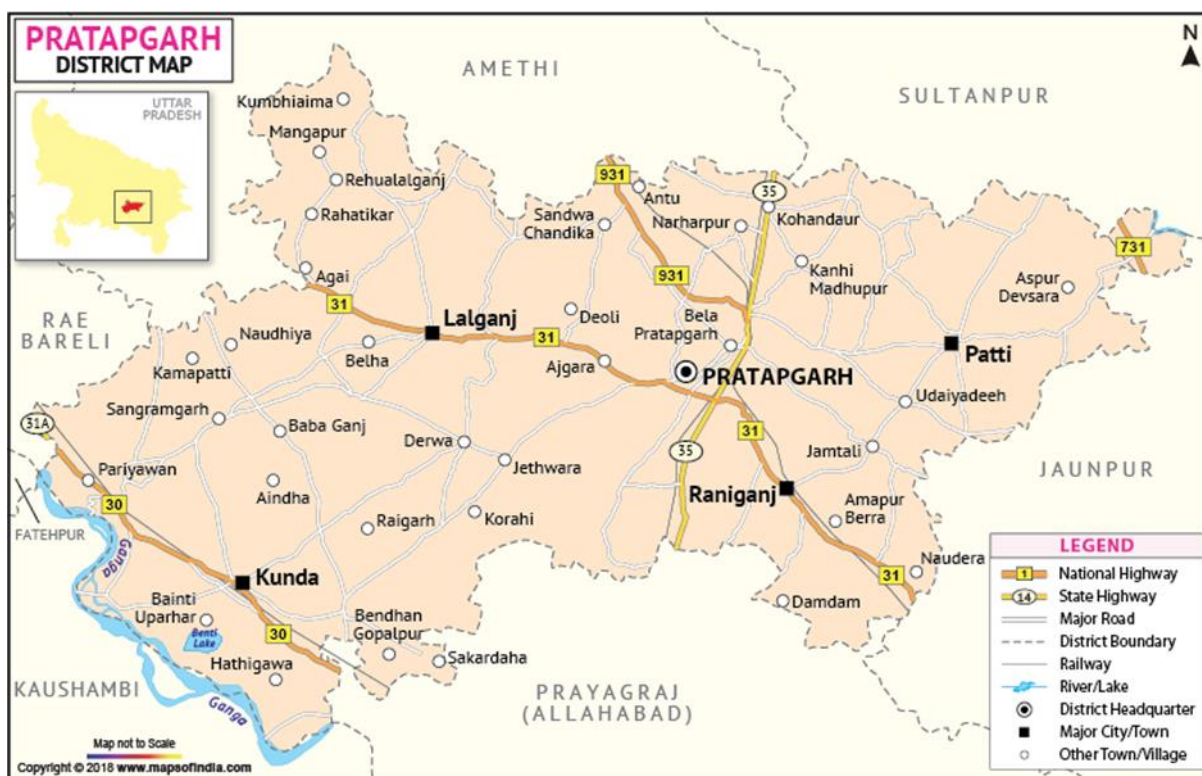 PRATAPGARH
DISTRICT MAP
N
UTTAR
PRADESH
AMETHI
SULTANPUR
Kumbhiaima
Mangapur
Rehualalganj
Rahatikar
931
Antu
35
Sandwa
Chandika
Narharpur
Kohandaur
731
Agai
931
Kanhi
Madhupur
Aspur
Devsara
31
RAE
BARELI
Naudhiya
Lalganj
Deoli
Bela
Pratapgarh
31
Belha
Patti
Kamapatti
Ajgara
PRATAPGARH
Sangramgarh
Udaiyadeeh
31A
Baba Ganj
Derwa
31
35
Jamtali
Pariyawan
Jethwara
JAUNPUR
Aindha
Raniganj
30
Amapur
Berra
FATEHPUR
Raigarh
Korahi
Ganga
Kunda
31
Naudera
Bainti
Uparhar
Damdam
Benti
Lake
30
Bendhan
Gopalpur
Hathigawa
Sakardaha
KAUSHAMBI
Ganga
PRAYAGRAJ
(ALLAHABAD)
LEGEND
1 National Highway
14 State Highway
Major Road
District Boundary
Railway
River/Lake
District Headquarter
Major City/Town
Other Town/Village
Map not to Scale
Copyright © 2018 www.mapsofindia.com